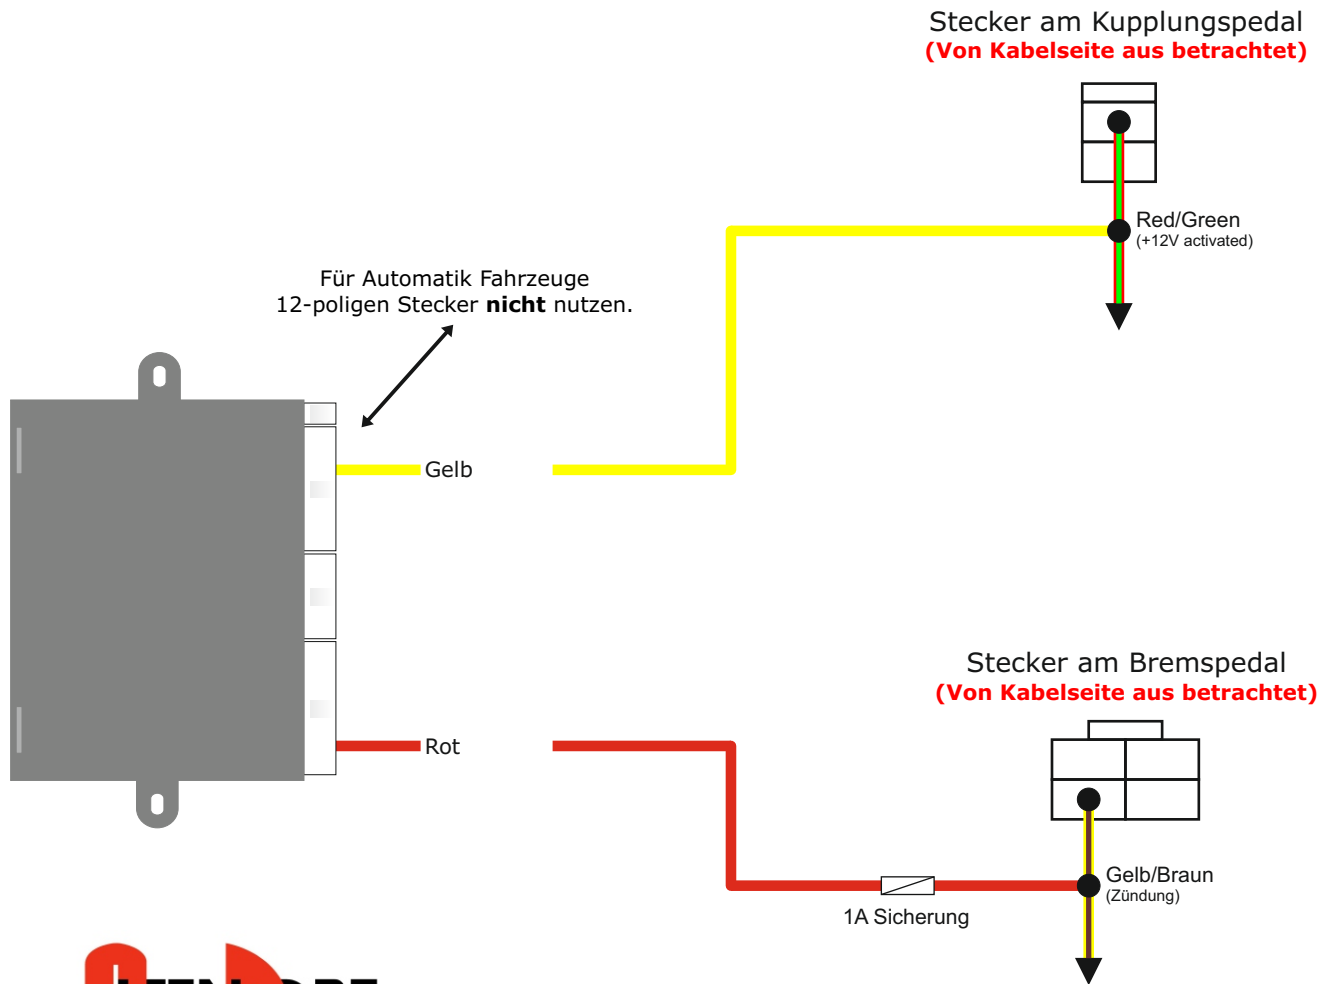 Stecker am Kupplungspedal
(Von Kabelseite aus betrachtet)
Red/Green
(+12V activated)
Für Automatik Fahrzeuge
12-poligen Stecker nicht nutzen.
Gelb
Rot
Stecker am Bremspedal
(Von Kabelseite aus betrachtet)
Gelb/Braun
(Zündung)
1A Sicherung